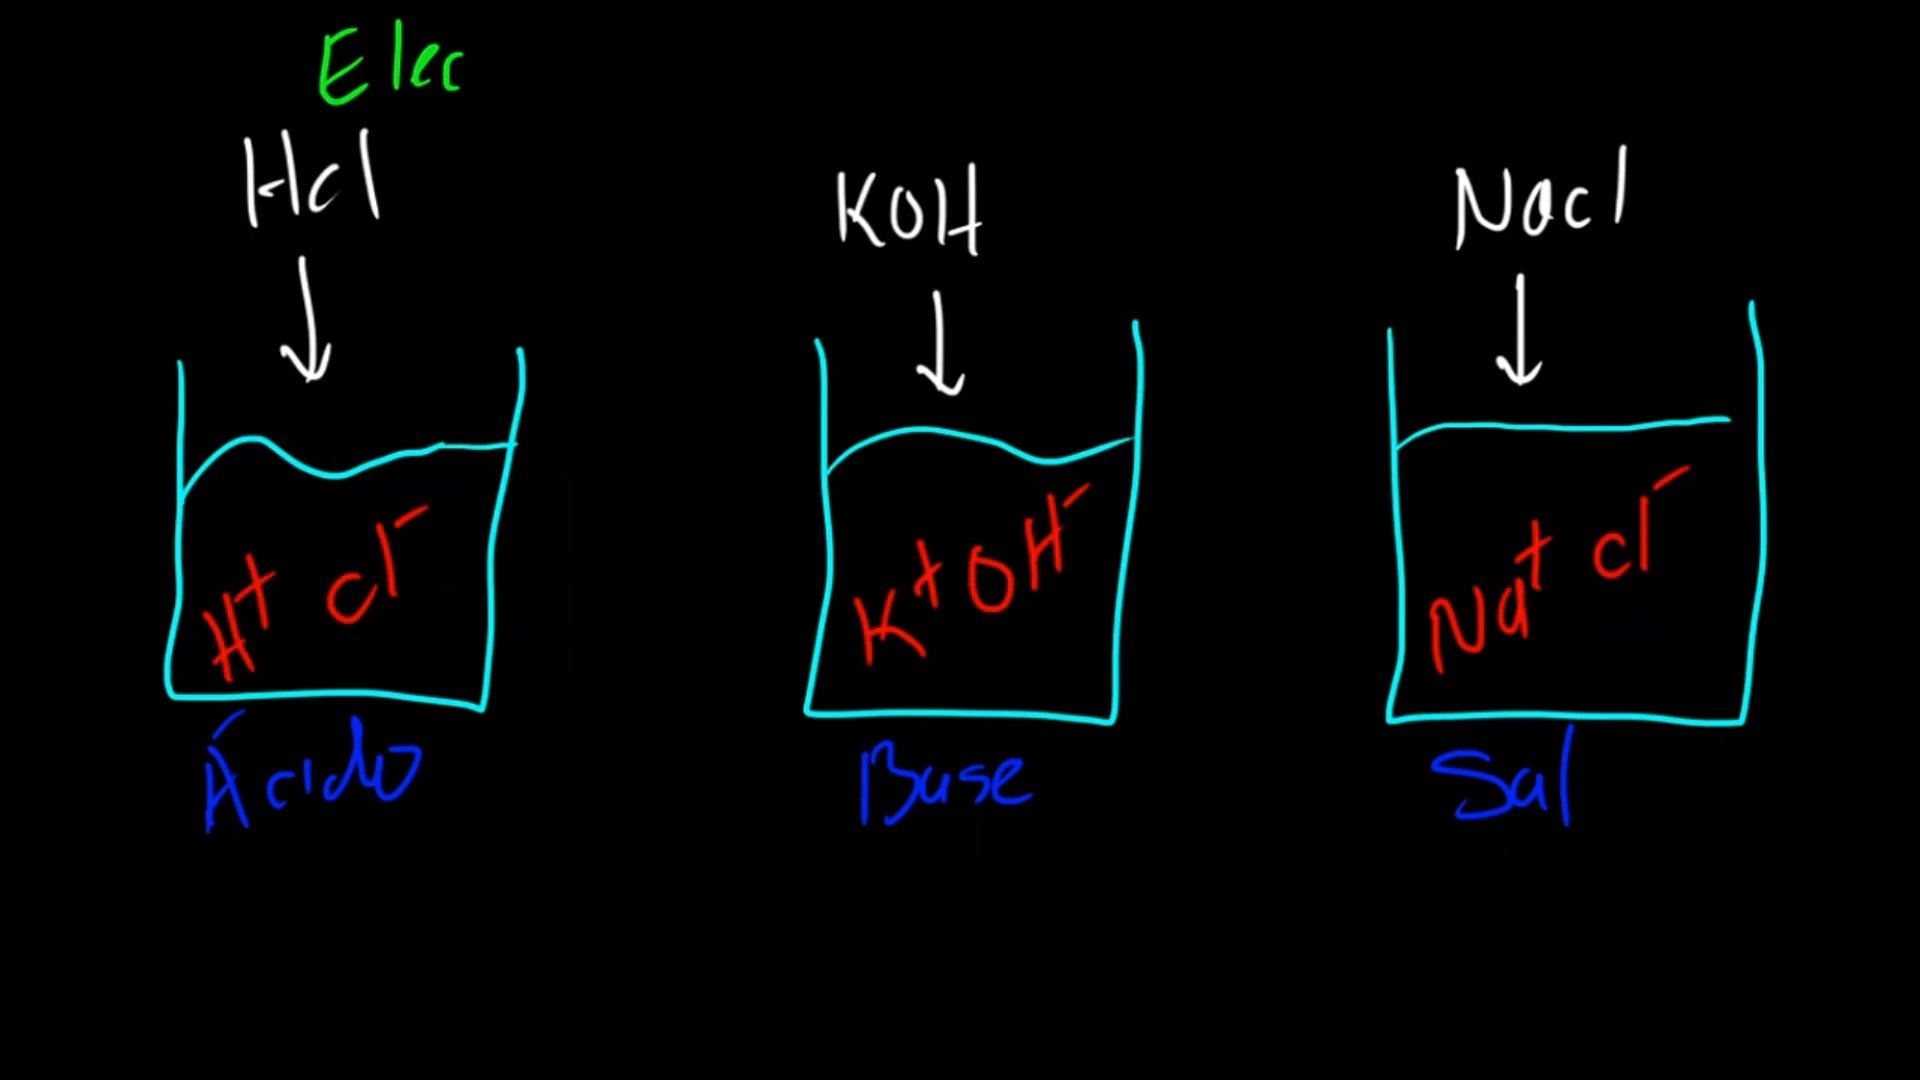 Elec
Hcl
KOH
Nacl
H+ cl-
K+ OH-
Na+ cl-
Ácido
Base
Sal